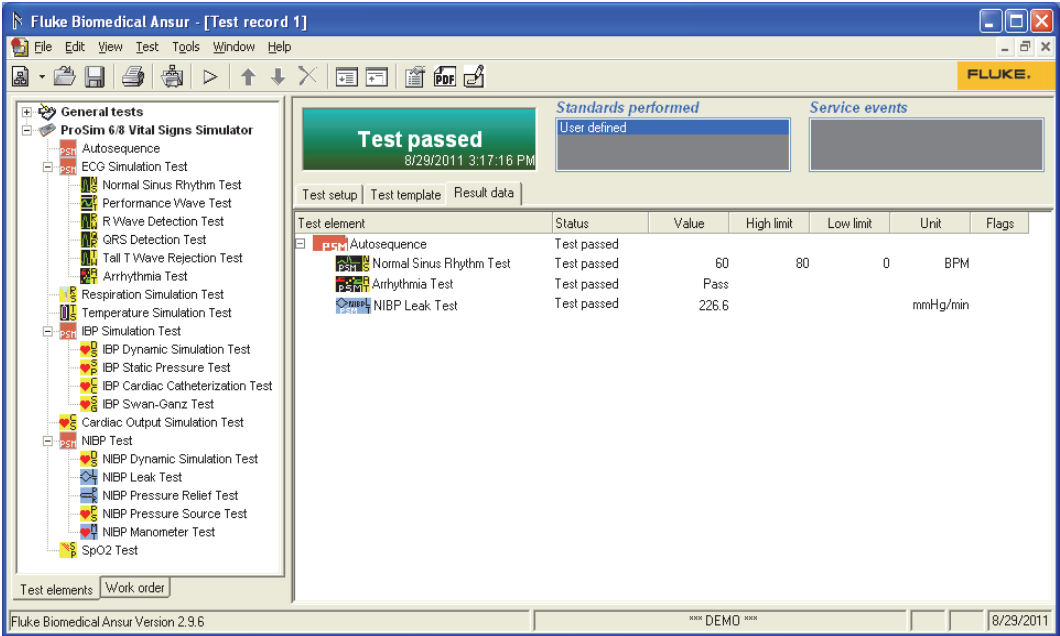 Fluke Biomedical Ansur - [Test record 1]
File Edit View Test Tools Window Help
PDF
FLUKE.
General tests
ProSim 6/8 Vital Signs Simulator
Autosequence
ECG Simulation Test
Normal Sinus Rhythm Test
Performance Wave Test
R Wave Detection Test
QRS Detection Test
Tall T Wave Rejection Test
Arrhythmia Test
Respiration Simulation Test
Temperature Simulation Test
IBP Simulation Test
IBP Dynamic Simulation Test
IBP Static Pressure Test
IBP Cardiac Catheterization Test
IBP Swan-Ganz Test
Cardiac Output Simulation Test
NIBP Test
NIBP Dynamic Simulation Test
NIBP Leak Test
NIBP Pressure Relief Test
NIBP Pressure Source Test
NIBP Manometer Test
SpO2 Test
Test elements Work order
Test passed
8/29/2011 3:17:16 PM
Standards performed
User defined
Service events
Test setup Test template Result data
Test element Status Value High limit Low limit Unit Flags
PSM Autosequence Test passed
Normal Sinus Rhythm Test Test passed 60 80 0 BPM
Arrhythmia Test Test passed Pass
NIBP Leak Test Test passed 226.6 mmHg/min
Fluke Biomedical Ansur Version 2.9.6 *** DEMO *** 8/29/2011